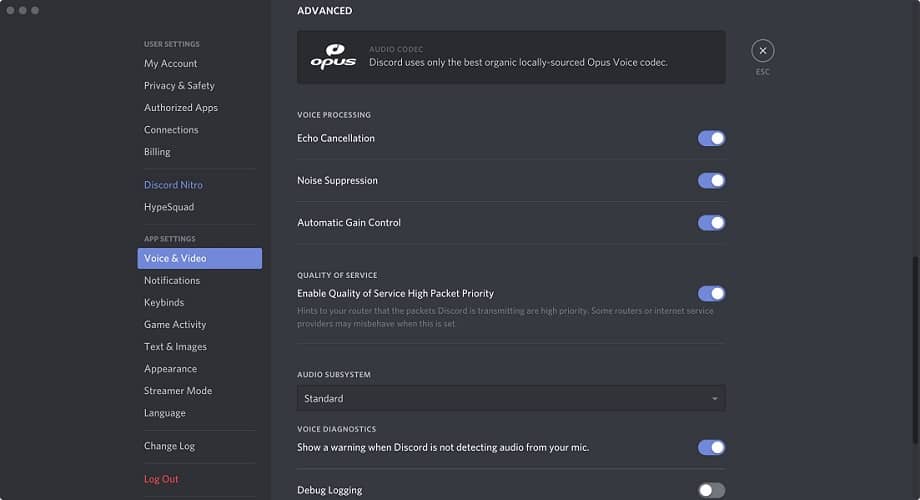 USER SETTINGS
My Account
Privacy & Safety
Authorized Apps
Connections
Billing
Discord Nitro
HypeSquad
APP SETTINGS
Voice & Video
Notifications
Keybinds
Game Activity
Text & Images
Appearance
Streamer Mode
Language
Change Log
Log Out
ADVANCED
opus
AUDIO CODEC
Discord uses only the best organic locally-sourced Opus Voice codec.
ESC
VOICE PROCESSING
Echo Cancellation
Noise Suppression
Automatic Gain Control
QUALITY OF SERVICE
Enable Quality of Service High Packet Priority
Hints to your router that the packets Discord is transmitting are high priority. Some routers or internet service
providers may misbehave when this is set.
AUDIO SUBSYSTEM
Standard
VOICE DIAGNOSTICS
Show a warning when Discord is not detecting audio from your mic.
Debug Logging